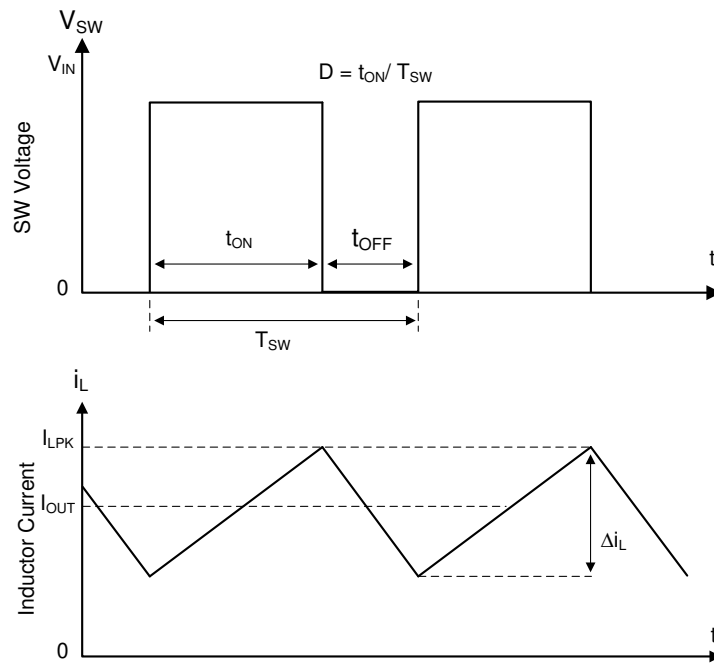 V_SW
V_IN
D = t_ON/ T_SW
SW Voltage
t_ON
t_OFF
t
0
T_SW
i_L
I_LPK
I_OUT
Inductor Current
Δi_L
0
t